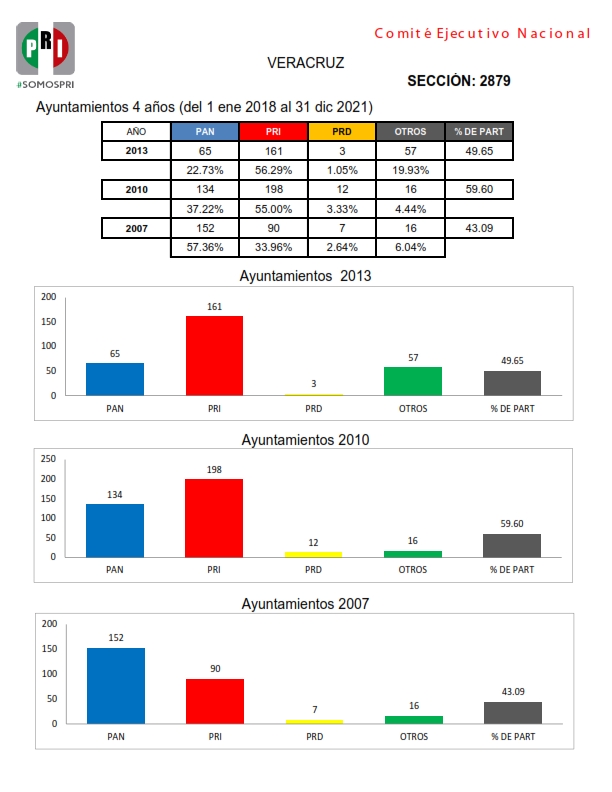 Comité Ejecutivo Nacional
PRI
#SOMOSPRI
VERACRUZ
SECCIÓN: 2879
Ayuntamientos 4 años (del 1 ene 2018 al 31 dic 2021)
AÑO PAN PRI PRD OTROS % DE PART
2013 65 161 3 57 49.65
22.73% 56.29% 1.05% 19.93%
2010 134 198 12 16 59.60
37.22% 55.00% 3.33% 4.44%
2007 152 90 7 16 43.09
57.36% 33.96% 2.64% 6.04%
Ayuntamientos 2013
200
150
100
50
0
65 161 3 57 49.65
PAN PRI PRD OTROS % DE PART
Ayuntamientos 2010
250
200
150
100
50
0
134 198 12 16 59.60
PAN PRI PRD OTROS % DE PART
Ayuntamientos 2007
200
150
100
50
0
152 90 7 16 43.09
PAN PRI PRD OTROS % DE PART